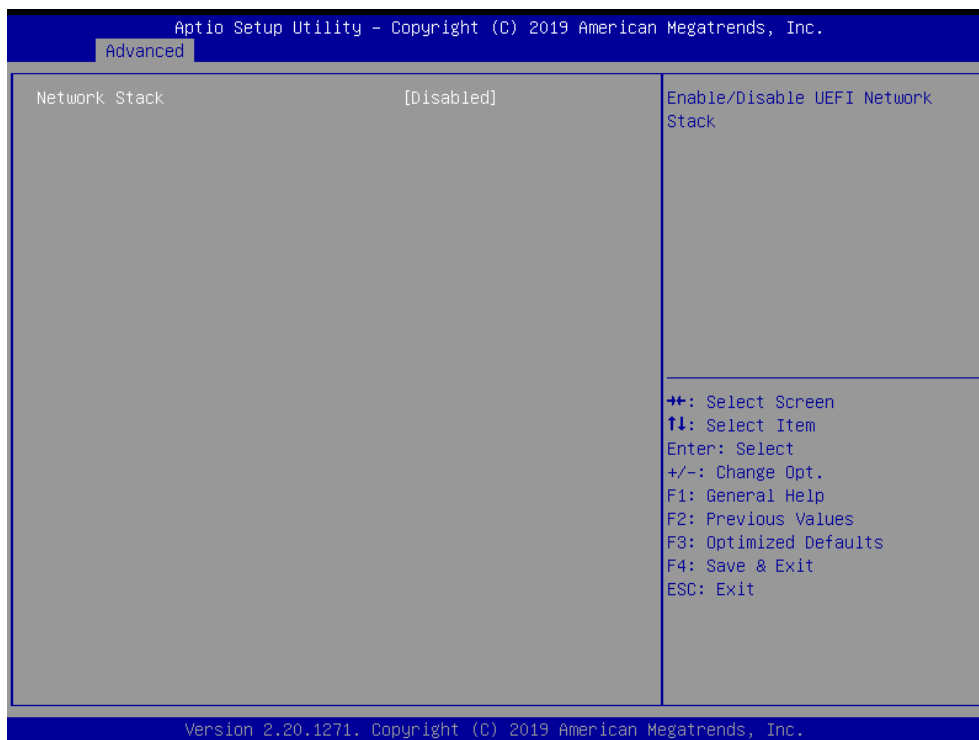 Aptio Setup Utility – Copyright (C) 2019 American Megatrends, Inc.
Advanced
Network Stack [Disabled]
Enable/Disable UEFI Network
Stack
→←: Select Screen
↑↓: Select Item
Enter: Select
+/-: Change Opt.
F1: General Help
F2: Previous Values
F3: Optimized Defaults
F4: Save & Exit
ESC: Exit
Version 2.20.1271. Copyright (C) 2019 American Megatrends, Inc.